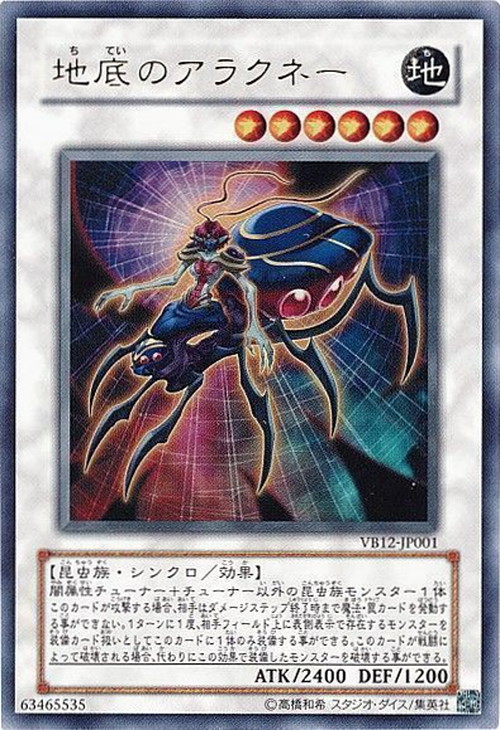 地底のアラクネー
地
VB12-JP001
【昆虫族・シンクロ/効果】
闇属性チューナー+チューナー以外の昆虫族モンスター1体
このカードが攻撃する場合、相手はダメージステップ終了時まで魔法・罠カードを発動す
る事ができない。1ターンに1度、相手フィールド上に表側表示で存在するモンスターを
装備カード扱いとしてこのカードに1体のみ装備する事ができる。このカードが戦闘に
よって破壊される場合、代わりにこの効果で装備したモンスターを破壊する事ができる。
ATK/2400 DEF/1200
63465535
©高橋和希 スタジオ・ダイス/集英社